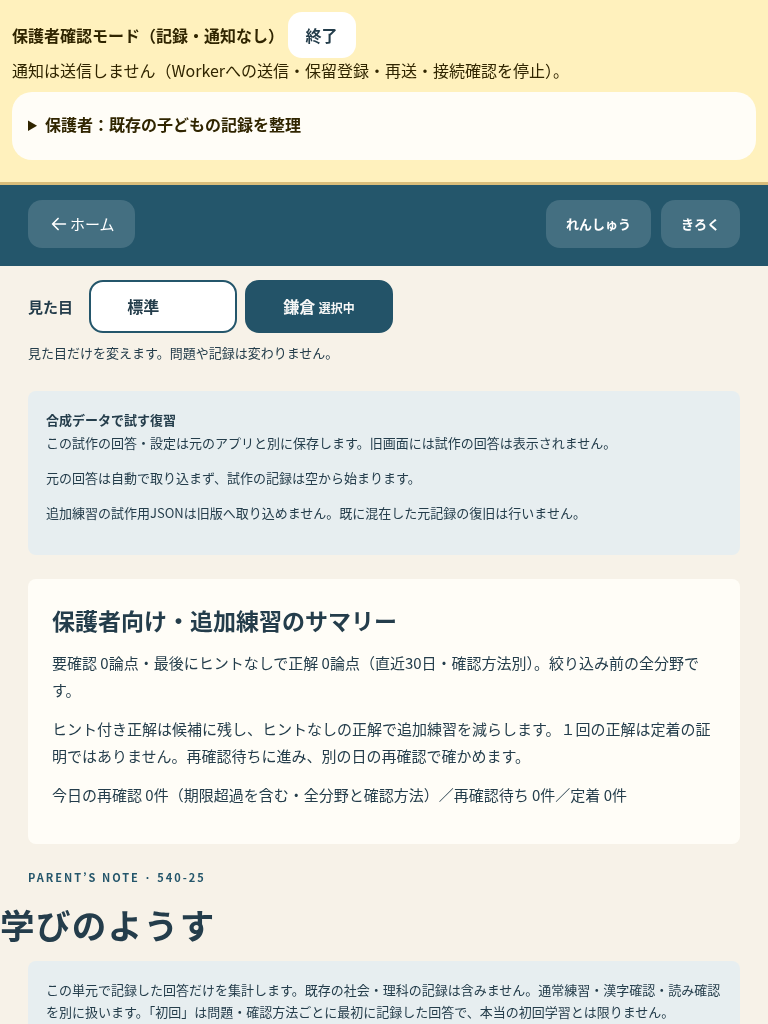 保護者確認モード（記録・通知なし） 終了
通知は送信しません（Workerへの送信・保留登録・再送・接続確認を停止）。
▶ 保護者：既存の子どもの記録を整理
←ホーム れんしゅう きろく
見た目 標準 鎌倉 選択中
見た目だけを変えます。問題や記録は変わりません。
合成データで試す復習
この試作の回答・設定は元のアプリと別に保存します。旧画面には試作の回答は表示されません。
元の回答は自動で取り込まず、試作の記録は空から始まります。
追加練習の試作用JSONは旧版へ取り込めません。既に混在した元記録の復旧は行いません。
保護者向け・追加練習のサマリー
要確認 0論点・最後にヒントなしで正解 0論点（直近30日・確認方法別）。絞り込み前の全分野で
す。
ヒント付き正解は候補に残し、ヒントなしの正解で追加練習を減らします。１回の正解は定着の証
明ではありません。再確認待ちに進み、別の日の再確認で確かめます。
今日の再確認 0件（期限超過を含む・全分野と確認方法）／再確認待ち 0件／定着 0件
PARENT’S NOTE · 540-25
学びのようす
この単元で記録した回答だけを集計します。既存の社会・理科の記録は含みません。通常練習・漢字確認・読み確認
を別に扱います。「初回」は問題・確認方法ごとに最初に記録した回答で、本当の初回学習とは限りません。